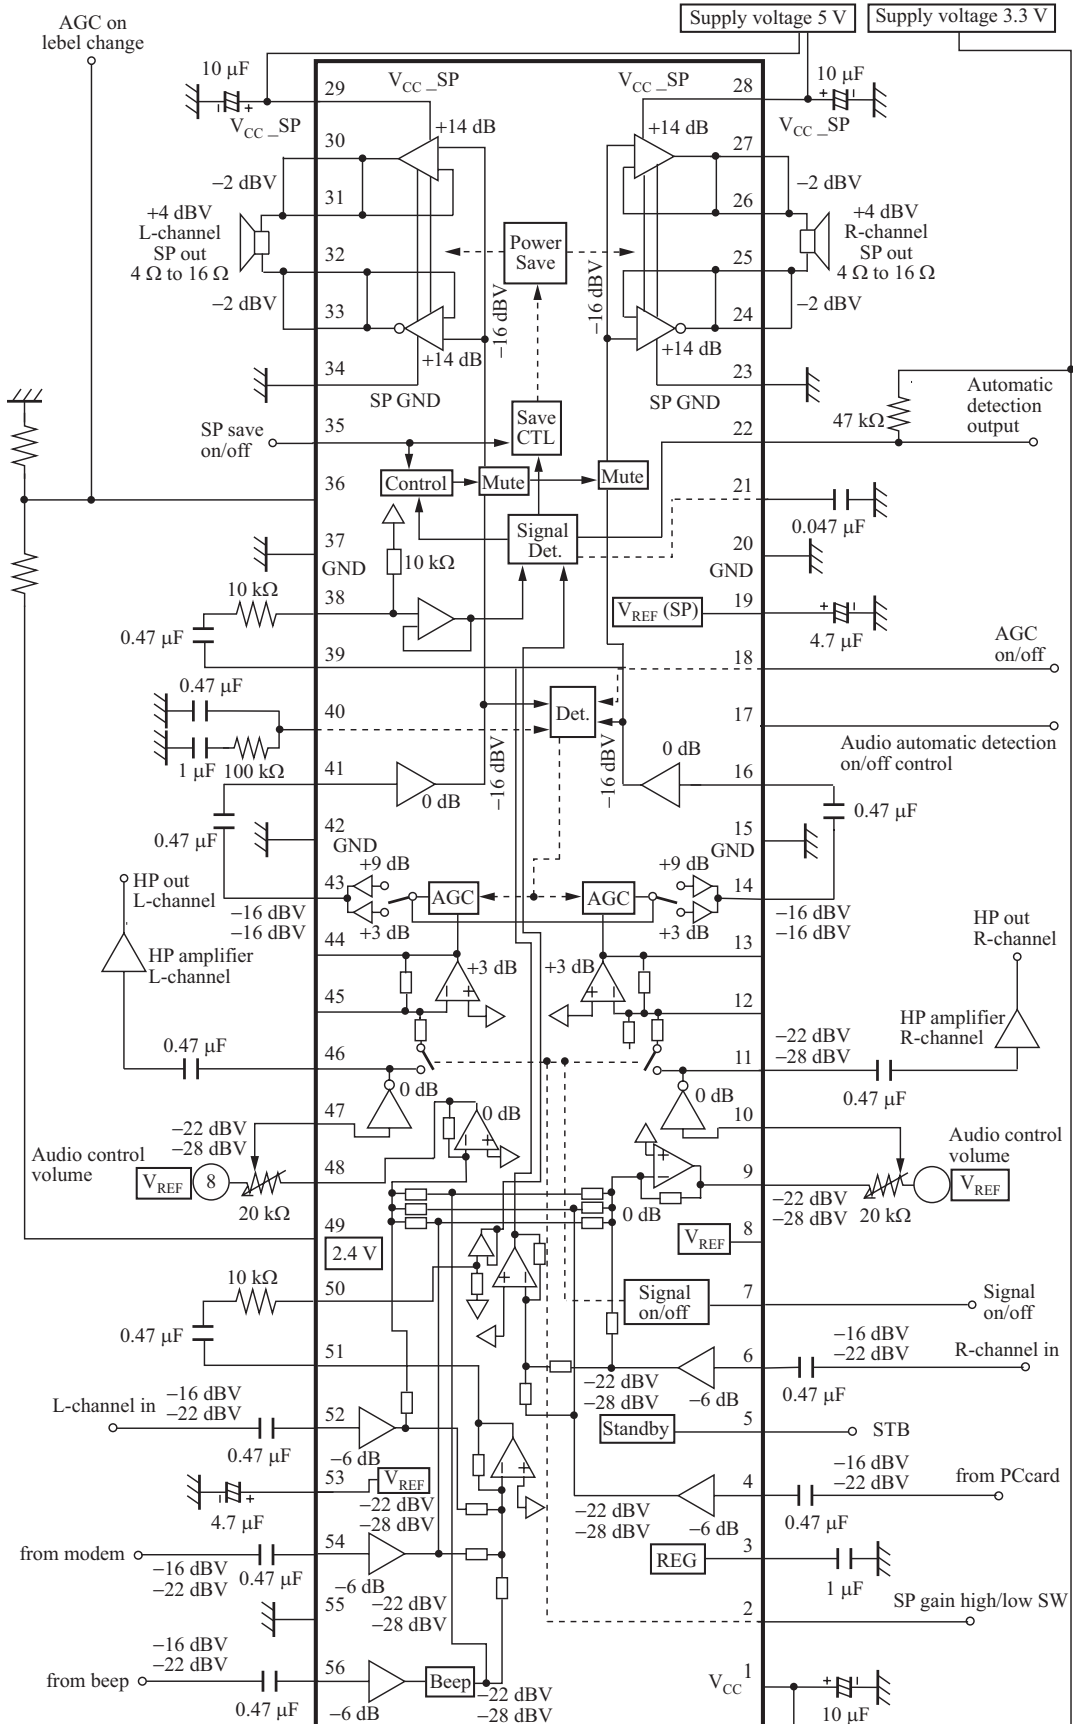 AGC on
lebel change
Supply voltage 5 V
Supply voltage 3.3 V
10 μF
29
VCC _SP
VCC _SP
28
10 μF
VCC _SP
+14 dB
+14 dB
VCC _SP
30
27
−2 dBV
−2 dBV
31
26
+4 dBV
L-channel
SP out
4 Ω to 16 Ω
Power
Save
+4 dBV
R-channel
SP out
4 Ω to 16 Ω
32
25
−2 dBV
−16 dBV
−16 dBV
−2 dBV
33
24
+14 dB
+14 dB
34
23
SP GND
SP GND
SP save
on/off
35
Save
CTL
22
47 kΩ
Automatic
detection
output
36
Control
Mute
Mute
21
0.047 μF
37
GND
10 kΩ
Signal
Det.
20
GND
10 kΩ
38
VREF (SP)
19
4.7 μF
0.47 μF
39
18
AGC
on/off
0.47 μF
40
Det.
17
1 μF
100 kΩ
−16 dBV
−16 dBV
Audio automatic detection
on/off control
41
0 dB
0 dB
16
0.47 μF
0.47 μF
42
GND
15
GND
HP out
L-channel
43
+9 dB
AGC
AGC
+9 dB
14
−16 dBV
−16 dBV
+3 dB
+3 dB
−16 dBV
−16 dBV
HP out
R-channel
44
13
HP amplifier
L-channel
+3 dB
+3 dB
45
12
HP amplifier
R-channel
0.47 μF
46
11
−22 dBV
−28 dBV
0.47 μF
0 dB
0 dB
0 dB
47
10
−22 dBV
−28 dBV
Audio control
volume
Audio control
volume
VREF
8
48
9
VREF
20 kΩ
0 dB
−22 dBV
−28 dBV
20 kΩ
49
2.4 V
VREF
8
10 kΩ
50
Signal
on/off
7
Signal
on/off
0.47 μF
51
6
−16 dBV
−22 dBV
R-channel in
−22 dBV
−28 dBV
−6 dB
0.47 μF
L-channel in
−16 dBV
−22 dBV
52
Standby
5
STB
0.47 μF
−6 dB
53
VREF
4
−16 dBV
−22 dBV
from PCcard
4.7 μF
−22 dBV
−28 dBV
−22 dBV
−28 dBV
−6 dB
0.47 μF
from modem
54
REG
3
−16 dBV
−22 dBV
0.47 μF
−6 dB
1 μF
55
−22 dBV
−28 dBV
2
SP gain high/low SW
−16 dBV
−22 dBV
from beep
56
Beep
VCC
1
0.47 μF
−6 dB
−22 dBV
−28 dBV
10 μF